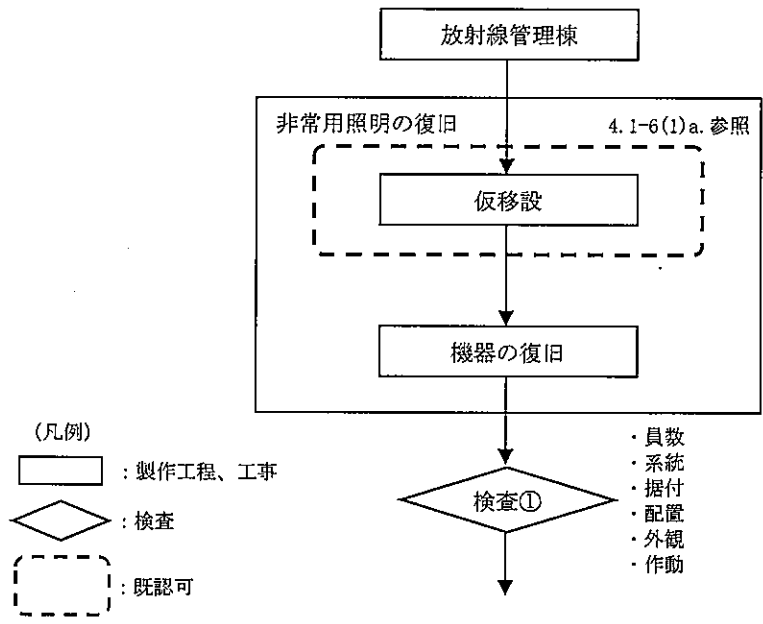 放射線管理棟
非常用照明の復旧
4.1-6(1)a.参照
仮移設
機器の復旧
検査①
・員数
・系統
・据付
・配置
・外観
・作動
(凡例)
：製作工程、工事
：検査
：既認可